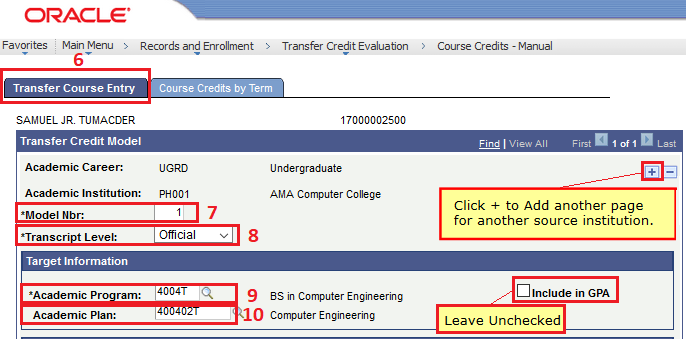 ORACLE®
Favorites Main Menu > Records and Enrollment > Transfer Credit Evaluation > Course Credits - Manual
6
Transfer Course Entry Course Credits by Term
SAMUEL JR. TUMACDER 17000002500
Transfer Credit Model Find | View All First 1 of 1 Last
Academic Career: UGRD Undergraduate
Academic Institution: PH001 AMA Computer College
*Model Nbr: 1 7
*Transcript Level: Official 8
Click + to Add another page
for another source institution.
Target Information
*Academic Program: 4004T 9 BS in Computer Engineering
Include in GPA
Academic Plan: 400402T 10 Computer Engineering
Leave Unchecked